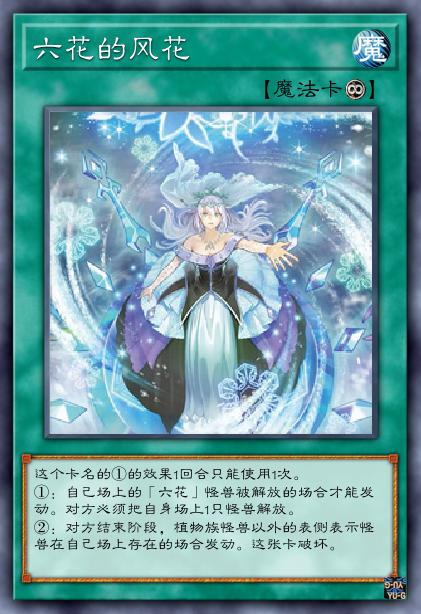 六花的风花
魔
【魔法卡♾】
这个卡名的①的效果1回合只能使用1次。
①：自己场上的「六花」怪兽被解放的场合才能发
动。对方必须把自身场上1只怪兽解放。
②：对方结束阶段，植物族怪兽以外的表侧表示怪
兽在自己场上存在的场合发动。这张卡破坏。
YU-G